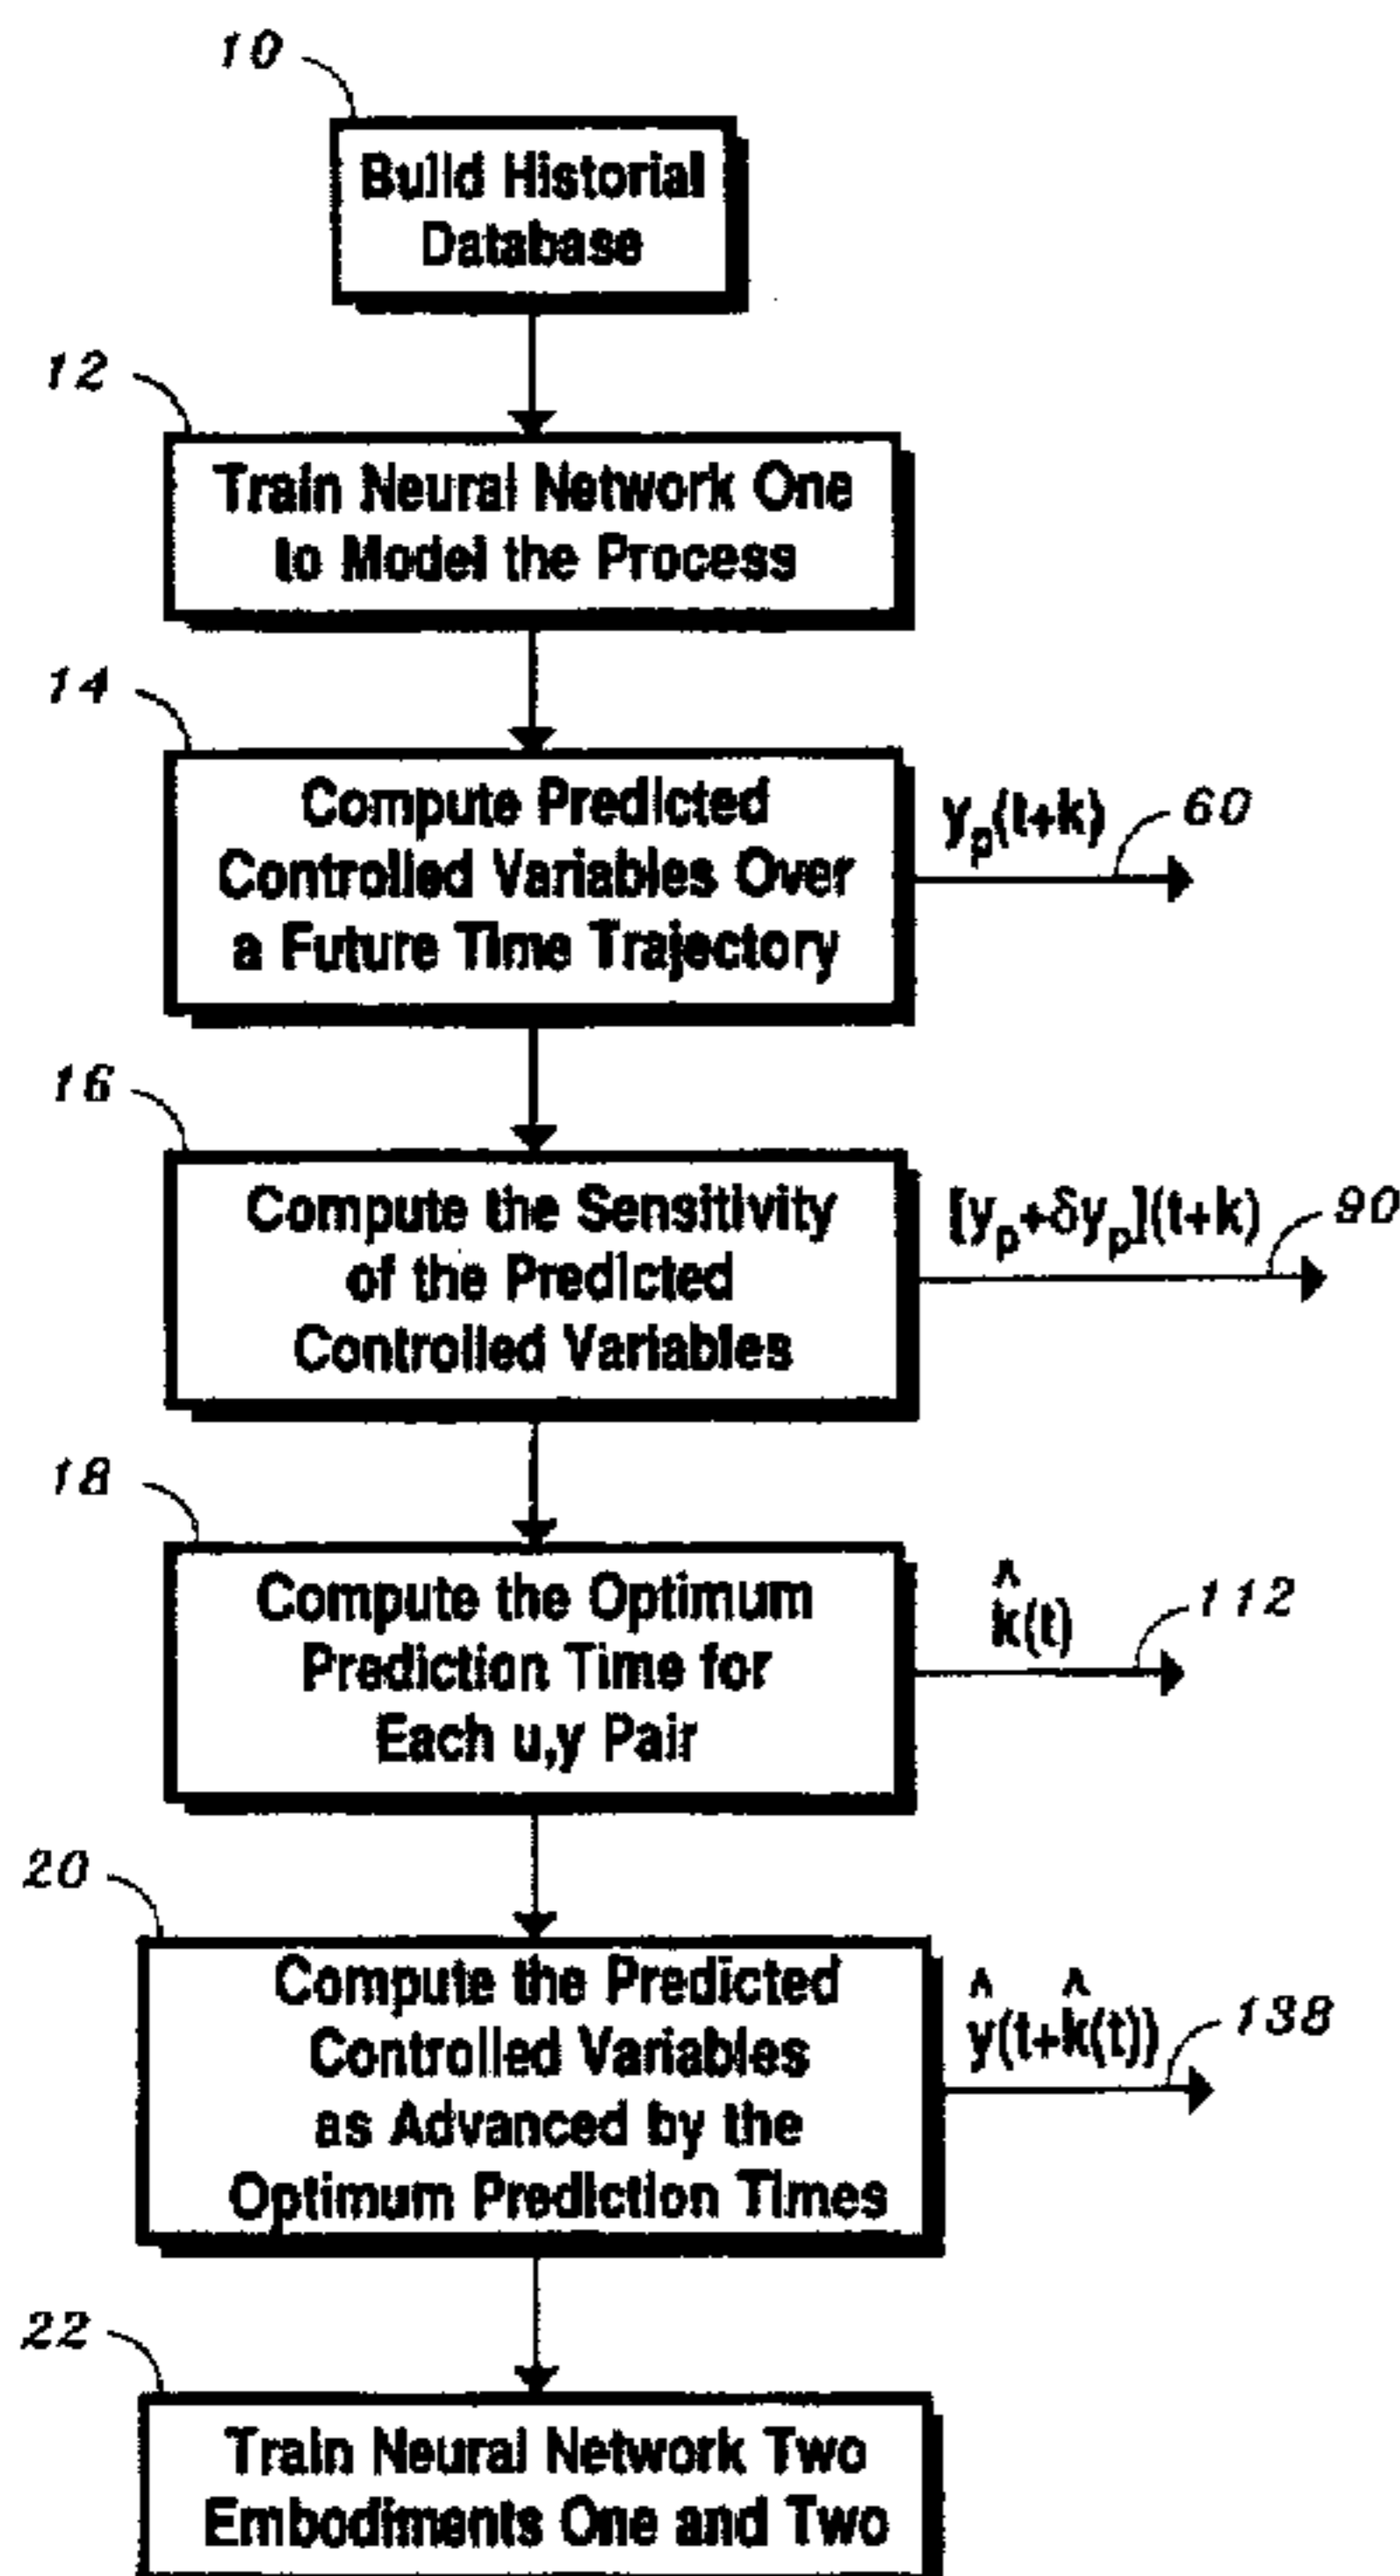 10
Build Historial
Database
12
Train Neural Network One
to Model the Process
14
Compute Predicted
Controlled Variables Over
a Future Time Trajectory
yₚ(t+k)
60
16
Compute the Sensitivity
of the Predicted
Controlled Variables
[yₚ+δyₚ](t+k)
90
18
Compute the Optimum
Prediction Time for
Each u,y Pair
k̂(t)
112
20
Compute the Predicted
Controlled Variables
as Advanced by the
Optimum Prediction Times
ŷ(t+k̂(t))
138
22
Train Neural Network Two
Embodiments One and Two